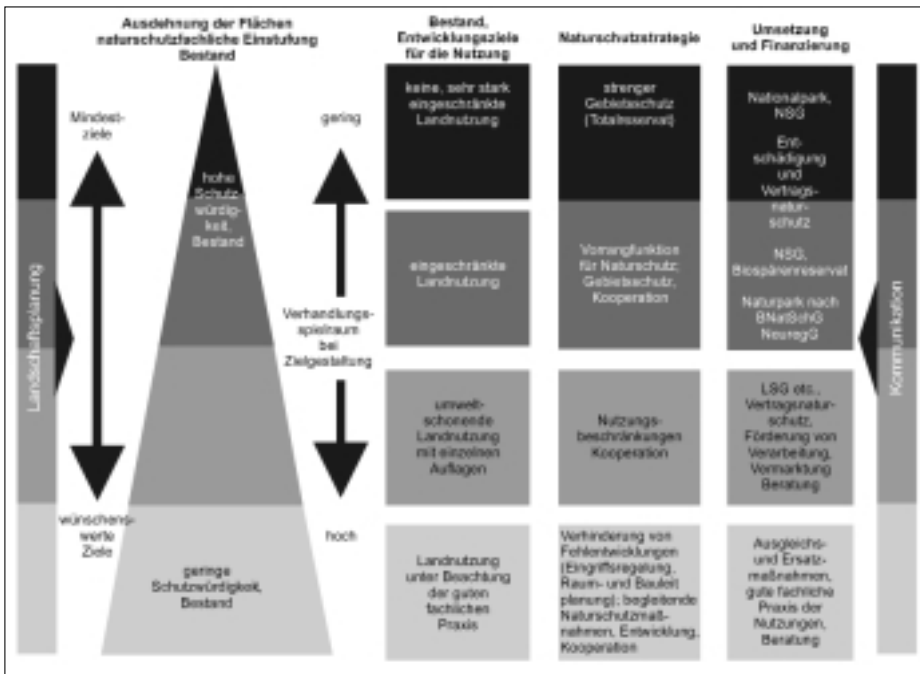 Ausdehnung der Flächen
naturschutzfachliche Einstufung
Bestand
Bestand,
Entwicklungsziele
für die Nutzung
Naturschutzstrategie
Umsetzung
und Finanzierung
Landschaftsplanung
Mindest-
ziele
wünschens-
werte
Ziele
hohe
Schutz-
würdig-
keit,
Bestand
geringe
Schutzwürdigkeit,
Bestand
gering
Verhandlungs-
spielraum
bei
Zielgestaltung
hoch
keine, sehr stark
eingeschränkte
Landnutzung
eingeschränkte
Landnutzung
umwelt-
schonende
Landnutzung
mit einzelnen
Auflagen
Landnutzung
unter Beachtung
der guten
fachlichen
Praxis
strenger
Gebietsschutz
(Totalreservat)
Vorrangfunktion
für Naturschutz;
Gebietsschutz,
Kooperation
Nutzungs-
beschränkungen
Kooperation
Verhinderung von
Fehlentwicklungen
(Eingriffsregelung,
Raum- und Bauleit
planung); begleitende
Naturschutzmaß-
nahmen, Entwicklung,
Kooperation
Nationalpark,
NSG
Ent-
schädigung
und
Vertrags-
natur-
schutz
NSG,
Biospärenreservat
Naturpark nach
BNatSchG
NeuregG
LSG etc.,
Vertragsnatur-
schutz,
Förderung von
Verarbeitung,
Vermarktung
Beratung
Ausgleichs-
und Ersatz-
maßnahmen,
gute fachliche
Praxis der
Nutzungen,
Beratung
Kommunikation